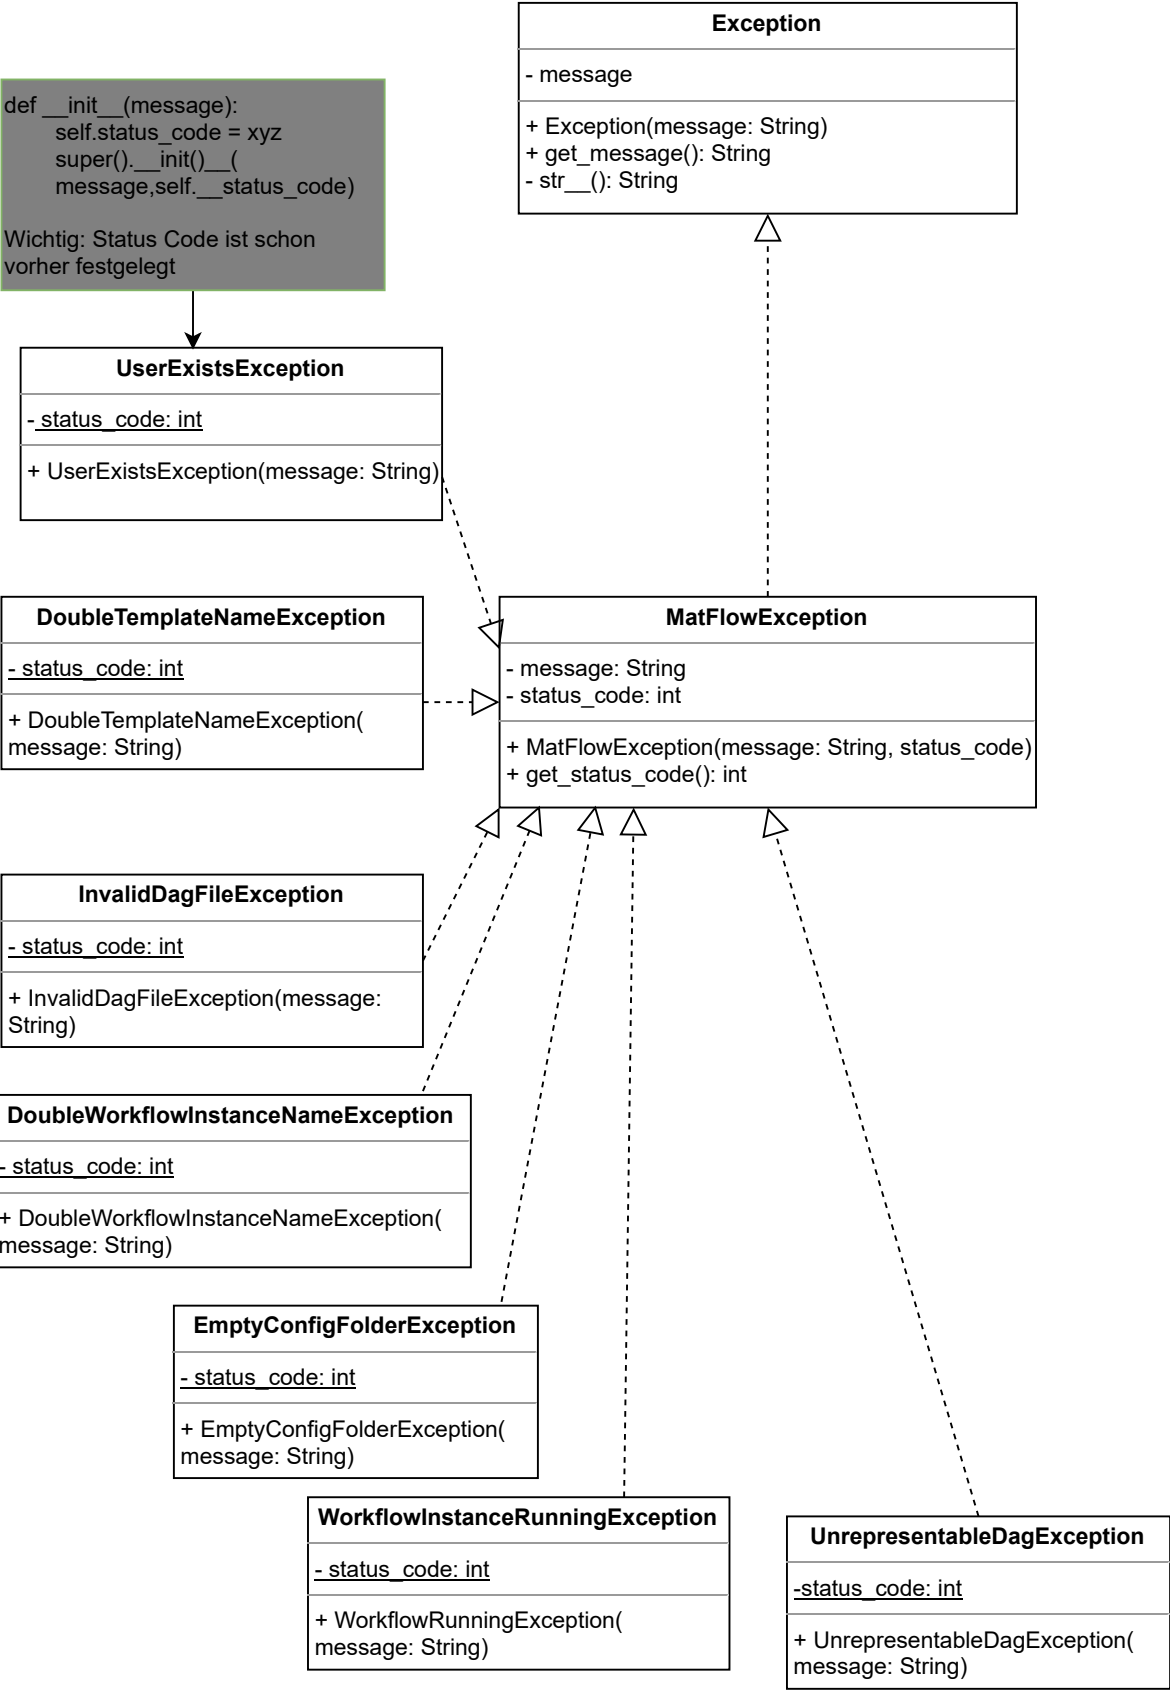 Exception
- message
+ Exception(message: String)
+ get_message(): String
- str__(): String
def __init__(message):
self.status_code = xyz
super().__init()__(
message,self.__status_code)
Wichtig: Status Code ist schon
vorher festgelegt
UserExistsException
- status_code: int
+ UserExistsException(message: String)
DoubleTemplateNameException
- status_code: int
+ DoubleTemplateNameException(
message: String)
MatFlowException
- message: String
- status_code: int
+ MatFlowException(message: String, status_code)
+ get_status_code(): int
InvalidDagFileException
- status_code: int
+ InvalidDagFileException(message:
String)
DoubleWorkflowInstanceNameException
- status_code: int
+ DoubleWorkflowInstanceNameException(
message: String)
EmptyConfigFolderException
- status_code: int
+ EmptyConfigFolderException(
message: String)
WorkflowInstanceRunningException
- status_code: int
+ WorkflowRunningException(
message: String)
UnrepresentableDagException
-status_code: int
+ UnrepresentableDagException(
message: String)